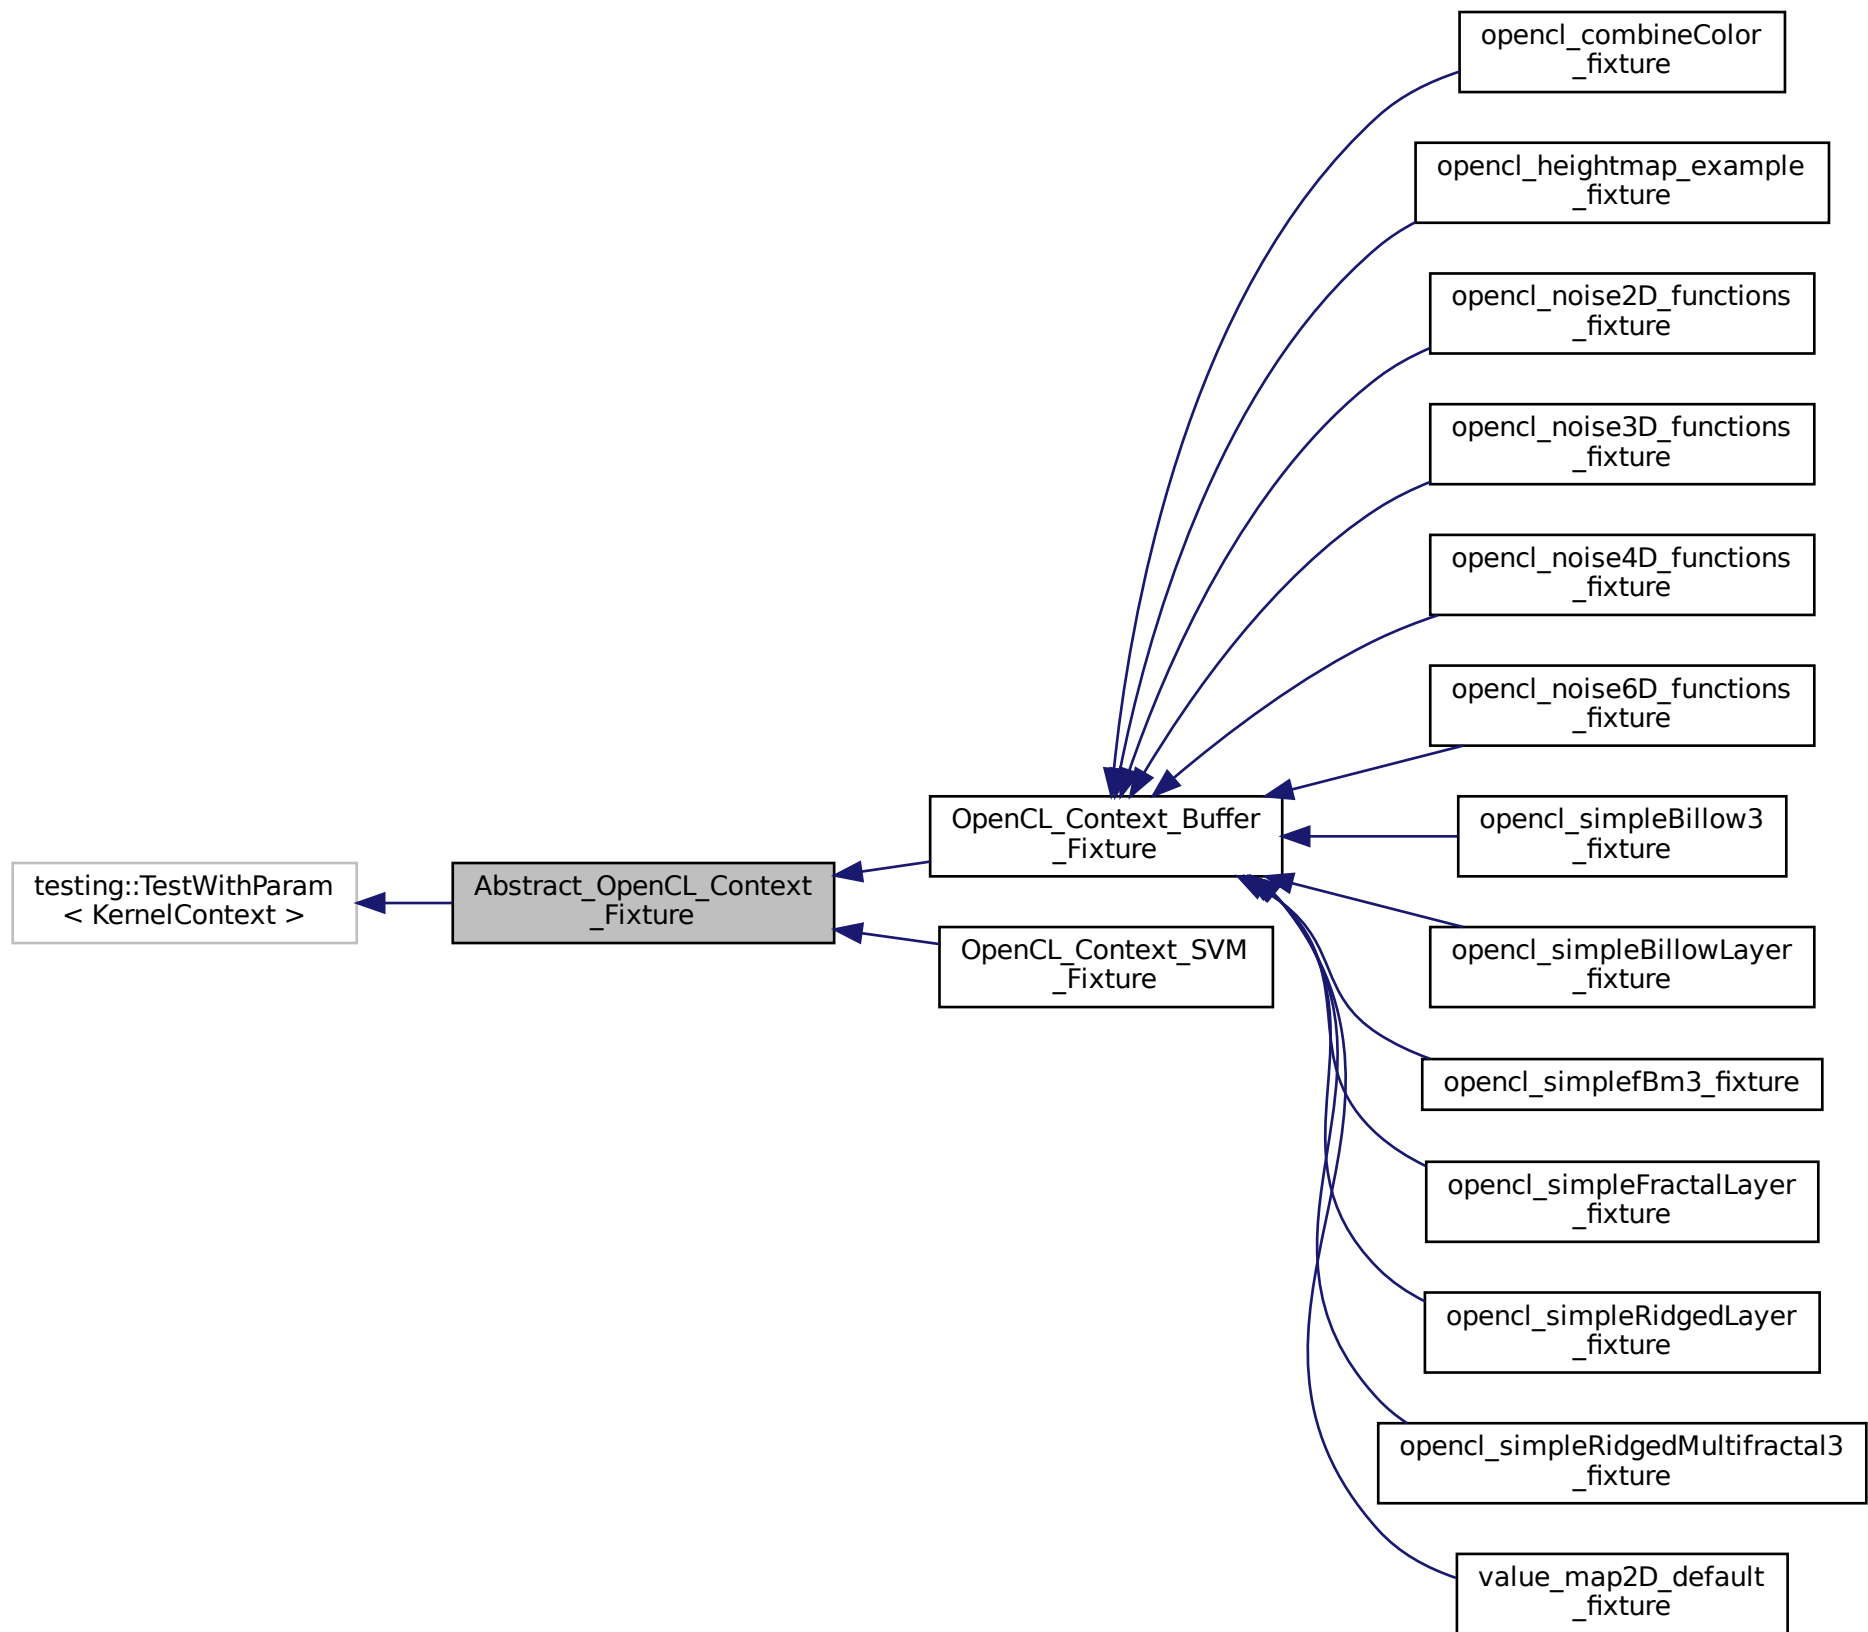 testing::TestWithParam
< KernelContext >
Abstract_OpenCL_Context
_Fixture
OpenCL_Context_Buffer
_Fixture
OpenCL_Context_SVM
_Fixture
opencl_combineColor
_fixture
opencl_heightmap_example
_fixture
opencl_noise2D_functions
_fixture
opencl_noise3D_functions
_fixture
opencl_noise4D_functions
_fixture
opencl_noise6D_functions
_fixture
opencl_simpleBillow3
_fixture
opencl_simpleBillowLayer
_fixture
opencl_simplefBm3_fixture
opencl_simpleFractalLayer
_fixture
opencl_simpleRidgedLayer
_fixture
opencl_simpleRidgedMultifractal3
_fixture
value_map2D_default
_fixture